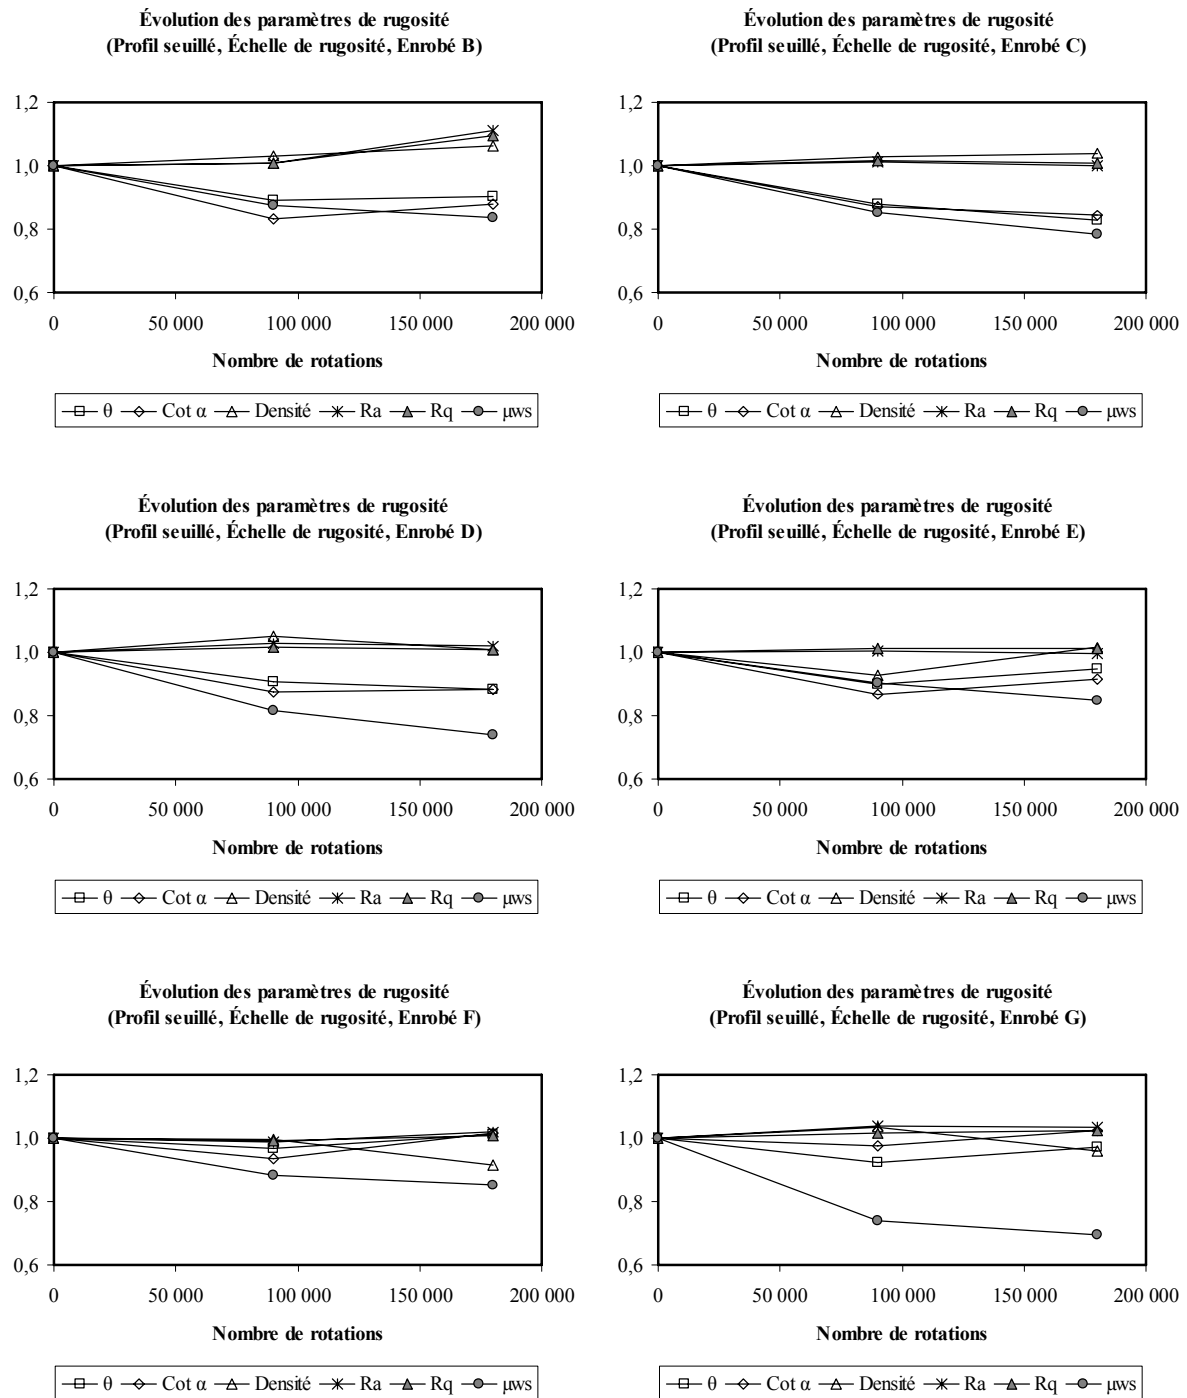 Évolution des paramètres de rugosité
(Profil seuillé, Échelle de rugosité, Enrobé B)
1,2
1,0
0,8
0,6
0 50 000 100 000 150 000 200 000
Nombre de rotations
θ Cot α Densité Ra Rq μws
Évolution des paramètres de rugosité
(Profil seuillé, Échelle de rugosité, Enrobé C)
1,2
1,0
0,8
0,6
0 50 000 100 000 150 000 200 000
Nombre de rotations
θ Cot α Densité Ra Rq μws
Évolution des paramètres de rugosité
(Profil seuillé, Échelle de rugosité, Enrobé D)
1,2
1,0
0,8
0,6
0 50 000 100 000 150 000 200 000
Nombre de rotations
θ Cot α Densité Ra Rq μws
Évolution des paramètres de rugosité
(Profil seuillé, Échelle de rugosité, Enrobé E)
1,2
1,0
0,8
0,6
0 50 000 100 000 150 000 200 000
Nombre de rotations
θ Cot α Densité Ra Rq μws
Évolution des paramètres de rugosité
(Profil seuillé, Échelle de rugosité, Enrobé F)
1,2
1,0
0,8
0,6
0 50 000 100 000 150 000 200 000
Nombre de rotations
θ Cot α Densité Ra Rq μws
Évolution des paramètres de rugosité
(Profil seuillé, Échelle de rugosité, Enrobé G)
1,2
1,0
0,8
0,6
0 50 000 100 000 150 000 200 000
Nombre de rotations
θ Cot α Densité Ra Rq μws